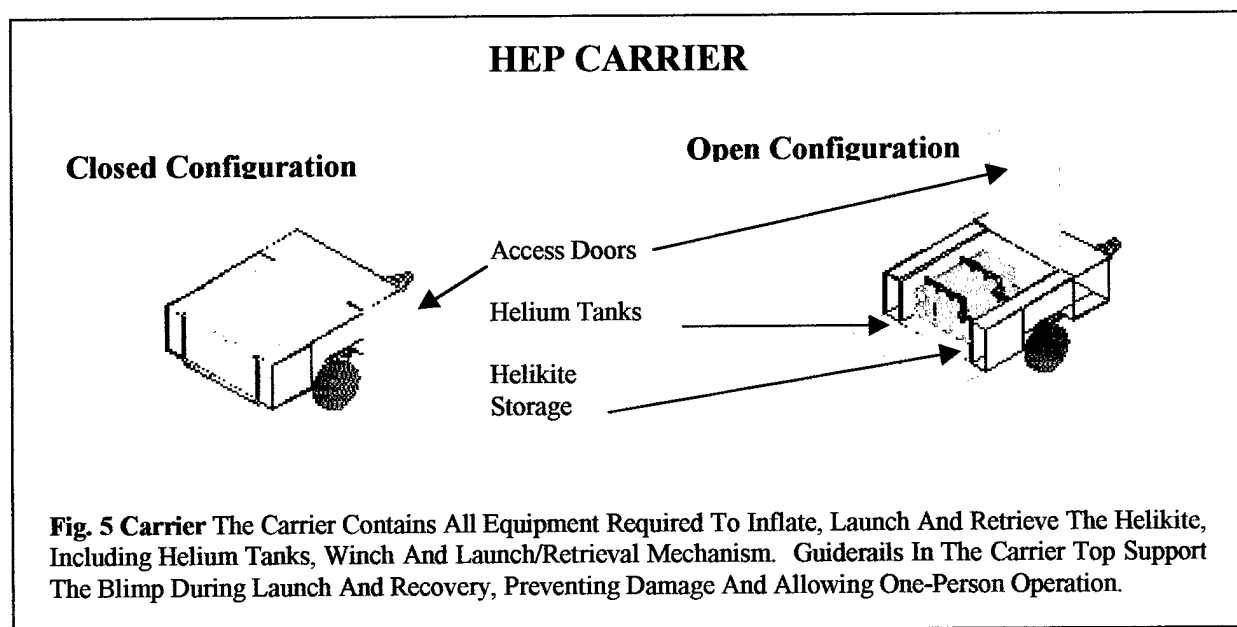 HEP CARRIER
Closed Configuration
Open Configuration
Access Doors
Helium Tanks
Helikite
Storage
Fig. 5 Carrier The Carrier Contains All Equipment Required To Inflate, Launch And Retrieve The Helikite,
Including Helium Tanks, Winch And Launch/Retrieval Mechanism. Guiderails In The Carrier Top Support
The Blimp During Launch And Recovery, Preventing Damage And Allowing One-Person Operation.